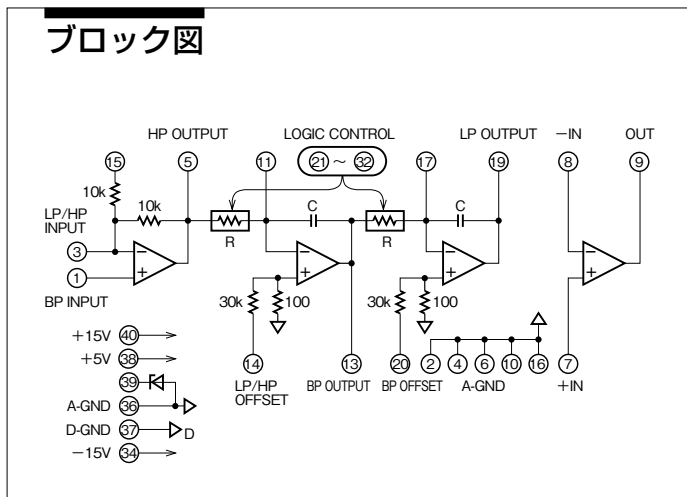 ブロック図
HP OUTPUT LOGIC CONTROL LP OUTPUT −IN OUT
15 5 11 21 ～ 32 17 19 8 9
10k 10k C C
LP/HP
INPUT
R R
3 − − − −
1 + + + +
BP INPUT
30k 100 30k 100
+15V 40
14 13 20 2 4 6 10 16 7
+5V 38
LP/HP
OFFSET
BP OUTPUT BP OFFSET A-GND +IN
39
A-GND 36
D-GND 37 D
−15V 34